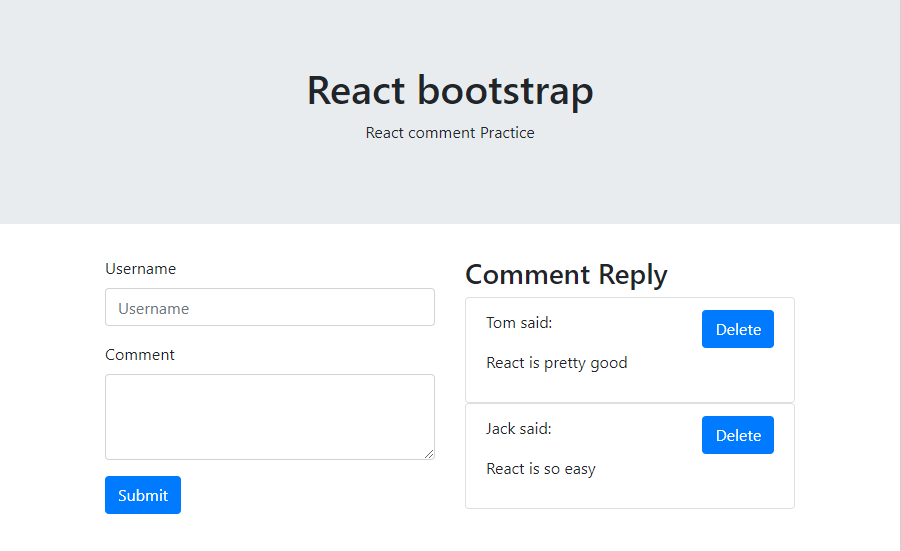 React bootstrap
React comment Practice
Username
Username
Comment
Submit
Comment Reply
Tom said:
Delete
React is pretty good
Jack said:
Delete
React is so easy